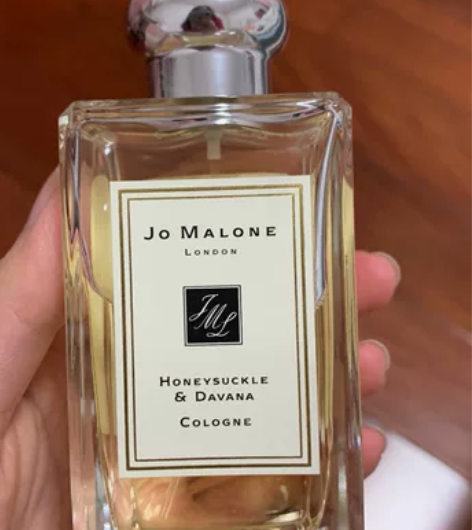 JO MALONE
LONDON
JML
HONEYSUCKLE
& DAVANA
COLOGNE